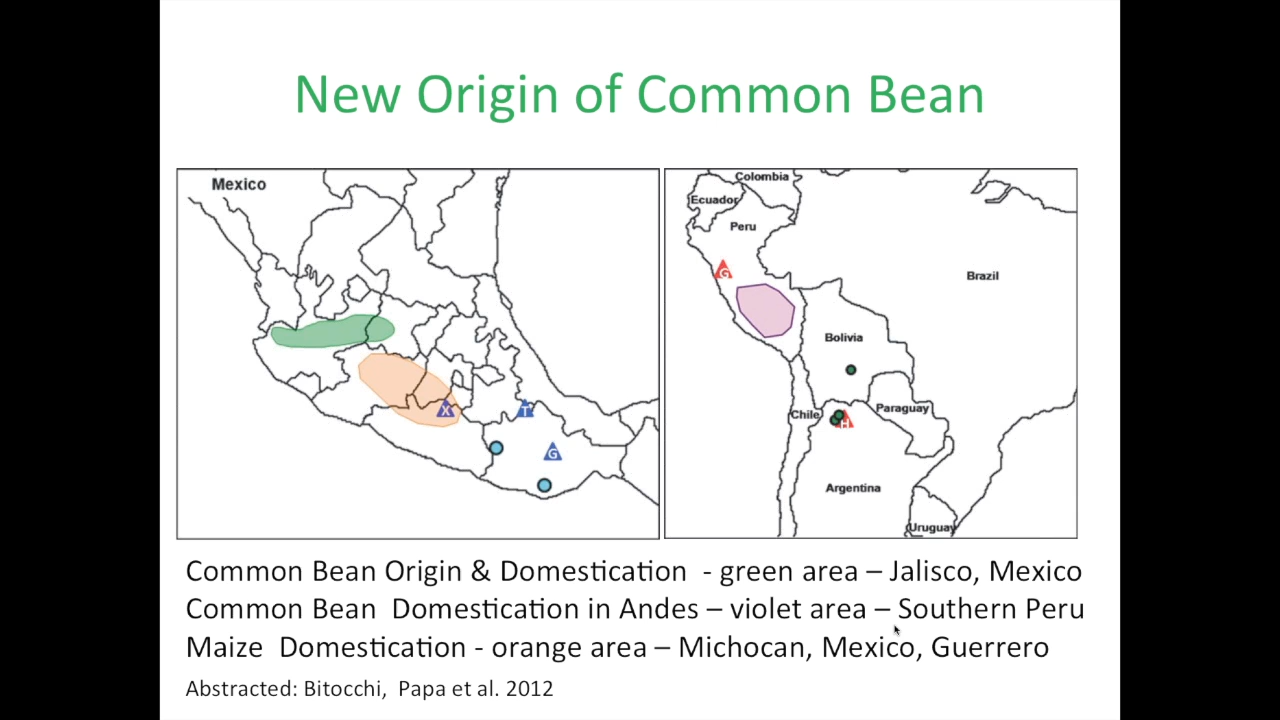 New Origin of Common Bean
Mexico
X
T
G
Colombia
Ecuador
Peru
G
Brazil
Bolivia
Chile
H
Paraguay
Argentina
Uruguay
Common Bean Origin & Domestication - green area – Jalisco, Mexico
Common Bean Domestication in Andes – violet area – Southern Peru
Maize Domestication - orange area – Michocan, Mexico, Guerrero
Abstracted: Bitocchi, Papa et al. 2012